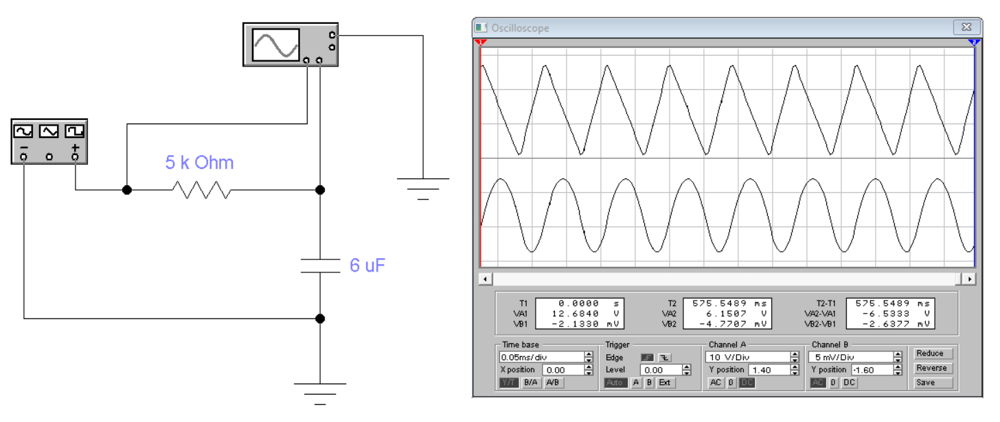 Oscilloscope
1
2
− +
5 k Ohm
6 uF
T1 0.0000 s
VA1 12.6840 V
VB1 -2.1330 mV
T2 575.5489 ms
VA2 6.1507 V
VB2 -4.7707 mV
T2-T1 575.5489 ms
VA2-VA1 -6.5333 V
VB2-VB1 -2.6377 mV
Time base
0.05ms/div
X position 0.00
Y/T B/A A/B
Trigger
Edge
Level 0.00
Auto A B Ext
Channel A
10 V/Div
Y position 1.40
AC 0 DC
Channel B
5 mV/Div
Y position -1.60
AC 0 DC
Reduce
Reverse
Save